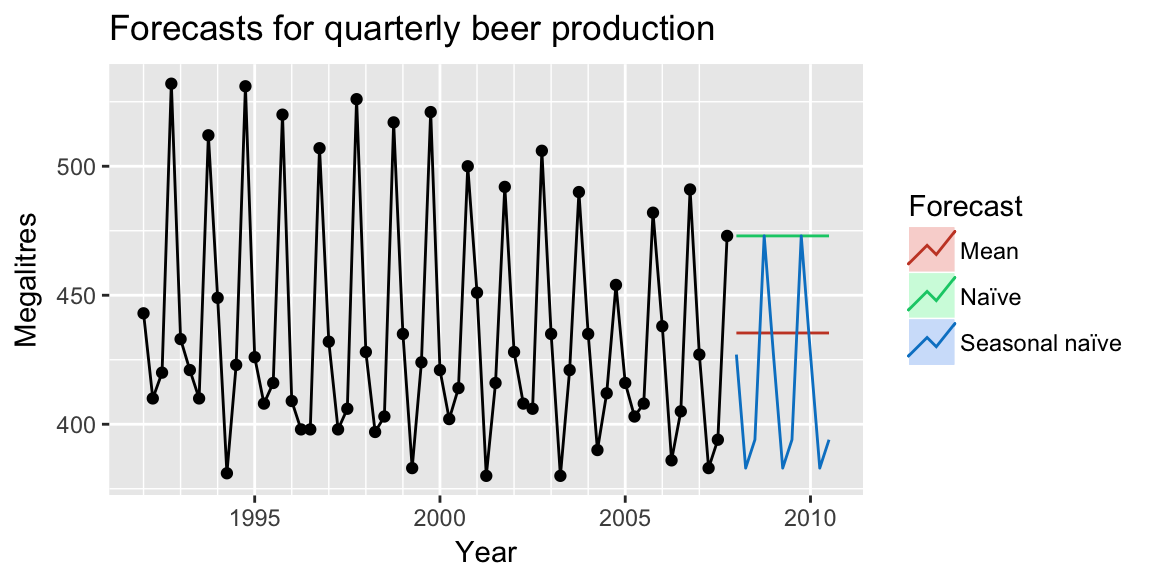 Forecasts for quarterly beer production
Megalitres
500
450
400
1995
2000
2005
2010
Year
Forecast
Mean
Naïve
Seasonal naïve